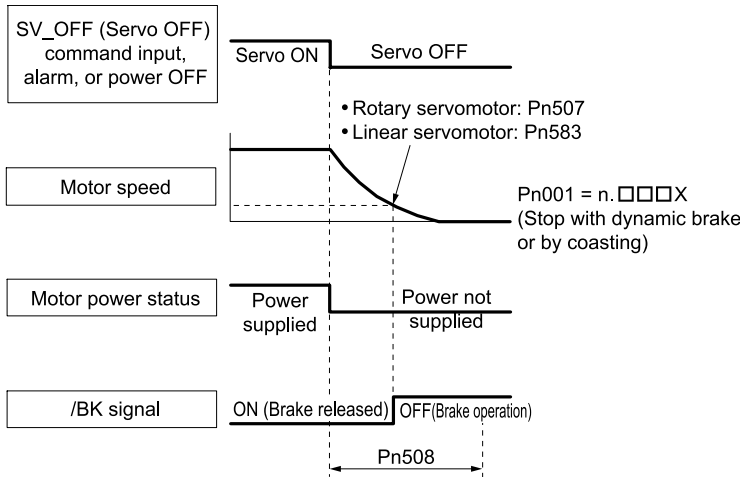 SV_OFF (Servo OFF)
command input,
alarm, or power OFF
Servo ON
Servo OFF
• Rotary servomotor: Pn507
• Linear servomotor: Pn583
Motor speed
Pn001 = n.□□□X
(Stop with dynamic brake
or by coasting)
Motor power status
Power
supplied
Power not
supplied
/BK signal
ON (Brake released)
OFF(Brake operation)
Pn508